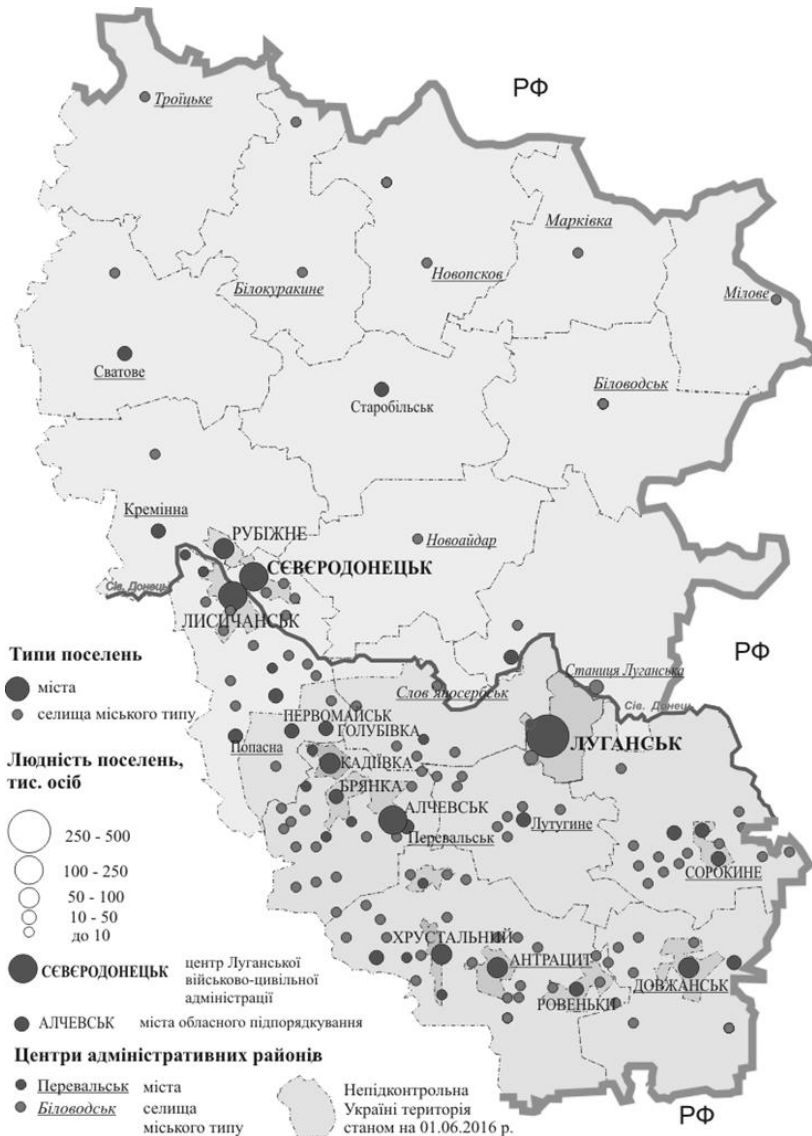 РФ
Троїцьке
Марківка
Білокуракине
Новопсков
Мілове
Сватове
Старобільськ
Біловодськ
Кремінна
РУБІЖНЕ
Новоайдар
СЄВЄРОДОНЕЦЬК
Сів. Донець
ЛИСИЧАНСЬК
РФ
Станиця Луганська
Слов'яносербськ
Сів. Донець
НЕРВОМАЙСЬК
ГОЛУБІВКА
Попасна
ЛУГАНСЬК
КАДІЇВКА
БРЯНКА
АЛЧЕВСЬК
Перевальськ
Лутугине
СОРОКИНЕ
ХРУСТАЛЬНИЙ
АНТРАЦИТ
ДОВЖАНСЬК
РОВЕНЬКИ
РФ
Типи поселень
міста
селища міського типу
Людність поселень,
тис. осіб
250 - 500
100 - 250
50 - 100
10 - 50
до 10
СЄВЄРОДОНЕЦЬК центр Луганської
військово-цивільної
адміністрації
АЛЧЕВСЬК міста обласного підпорядкування
Центри адміністративних районів
Перевальськ міста
Біловодськ селища
міського типу
Непідконтрольна
Україні територія
станом на 01.06.2016 р.